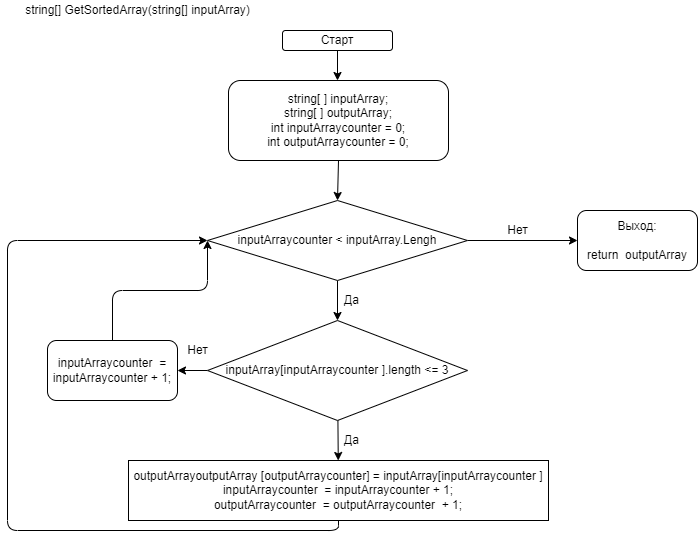 string[] GetSortedArray(string[] inputArray)
Старт
string[ ] inputArray;
string[ ] outputArray;
int inputArraycounter = 0;
int outputArraycounter = 0;
inputArraycounter < inputArray.Lengh
Нет
Выход:
return  outputArray
Да
inputArray[inputArraycounter ].length <= 3
Нет
inputArraycounter  =
inputArraycounter + 1;
Да
outputArrayoutputArray [outputArraycounter] = inputArray[inputArraycounter ]
inputArraycounter  = inputArraycounter + 1;
outputArraycounter  = outputArraycounter  + 1;